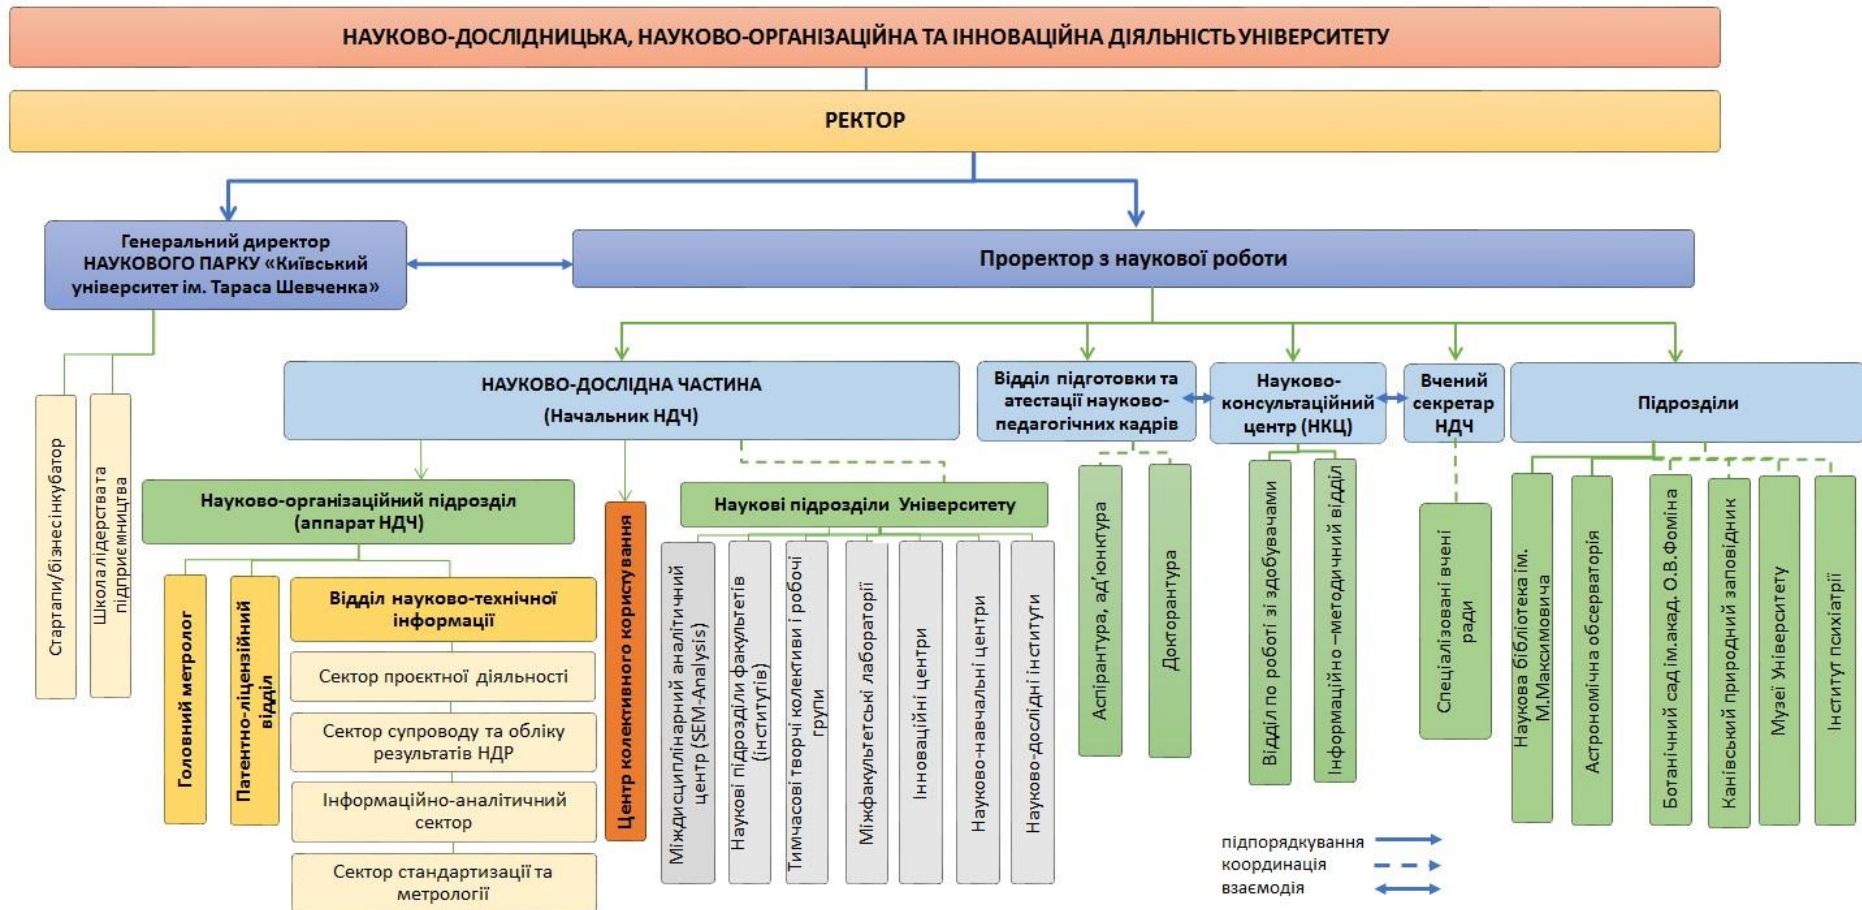 НАУКОВО-ДОСЛІДНИЦЬКА, НАУКОВО-ОРГАНІЗАЦІЙНА ТА ІННОВАЦІЙНА ДІЯЛЬНІСТЬ УНІВЕРСИТЕТУ
РЕКТОР
Генеральний директор
НАУКОВОГО ПАРКУ «Київський
університет ім. Тараса Шевченка»
Проректор з наукової роботи
Стартапи/бізнесінкубатор
Школа лідерства та
підприємництва
НАУКОВО-ДОСЛІДНА ЧАСТИНА
(Начальник НДЧ)
Відділ підготовки та
атестації науково-
педагогічних кадрів
Науково-
консультаційний
центр (НКЦ)
Вчений
секретар
НДЧ
Підрозділи
Науково-організаційний підрозділ
(аппарат НДЧ)
Головний метролог
Патентно-ліцензійний
відділ
Відділ науково-технічної
інформації
Сектор проєктної діяльності
Сектор супроводу та обліку
результатів НДР
Інформаційно-аналітичний
сектор
Сектор стандартизації та
метрології
Центр колективного користування
Наукові підрозділи Університету
Міждисциплінарний аналітичний
центр (SEM-Analysis)
Наукові підрозділи факультетів
(інститутів)
Тимчасові творчі колективи і робочі
групи
Міжфакультетські лабораторії
Інноваційні центри
Науково-навчальні центри
Науково-дослідні інститути
Аспірантура, ад’юнктура
Докторантура
Відділ по роботі зі здобувачами
Інформаційно –методичний відділ
Спеціалізовані вчені
ради
Наукова бібліотека ім.
М.Максимовича
Астрономічна обсерваторія
Ботанічний сад ім.акад. О.В.Фоміна
Канівський природний заповідник
Музеї Університету
Інститут психіатрії
підпорядкування
координація
взаємодія